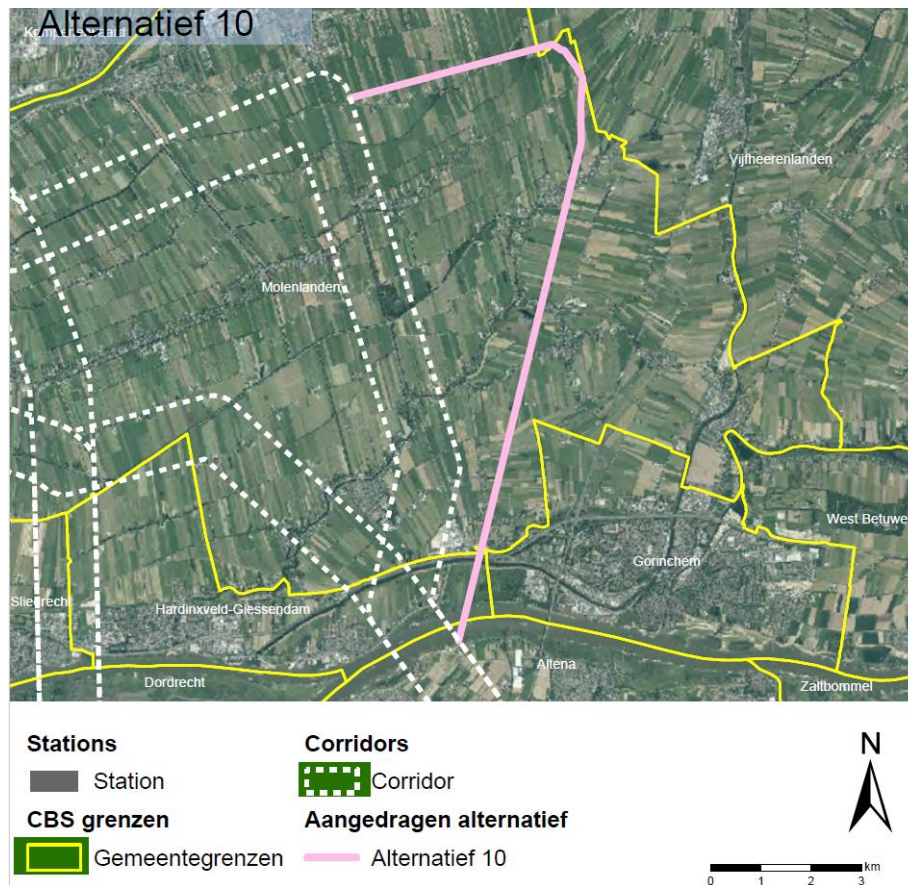 Alternatief 10
Vijfheerenlanden
Molenlanden
West Betuwe
Gorinchem
Sliedrecht
Hardinxveld-Giessendam
Altena
Dordrecht
Zaltbommel
Stations
Station
CBS grenzen
Gemeentegrenzen
Corridors
Corridor
Aangedragen alternatief
Alternatief 10
N
km
0 1 2 3